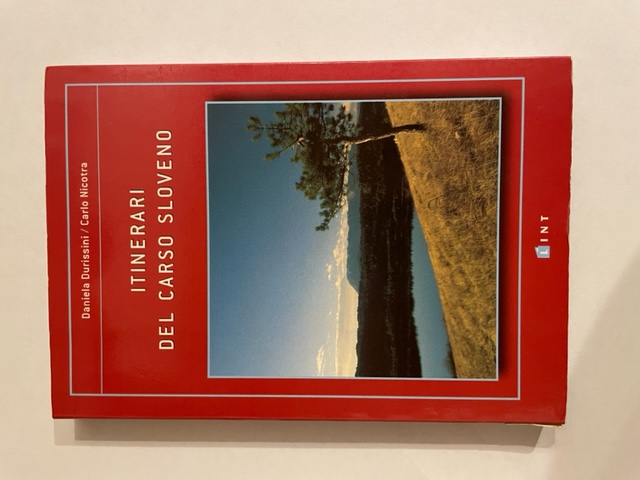 Daniela Durissini / Carlo Nicotra
ITINERARI
DEL CARSO SLOVENO
LINT